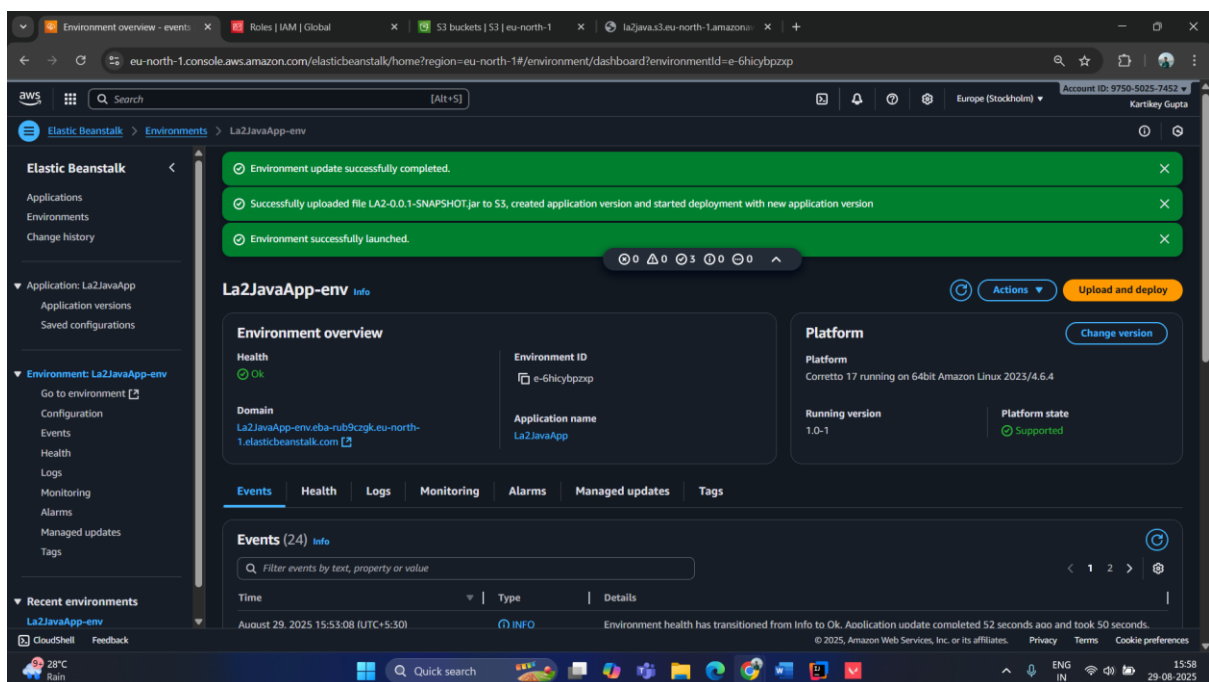 Environment overview - events
Roles | IAM | Global
S3 buckets | S3 | eu-north-1
la2java.s3.eu-north-1.amazona
eu-north-1.console.aws.amazon.com/elasticbeanstalk/home?region=eu-north-1#/environment/dashboard?environmentId=e-6hicybpzxp
aws
Search
[Alt+S]
Europe (Stockholm)
Account ID: 9750-5025-7452
Kartikey Gupta
Elastic Beanstalk > Environments > La2JavaApp-env
Elastic Beanstalk
Applications
Environments
Change history
Application: La2JavaApp
Application versions
Saved configurations
Environment: La2JavaApp-env
Go to environment
Configuration
Events
Health
Logs
Monitoring
Alarms
Managed updates
Tags
Recent environments
La2JavaApp-env
Environment update successfully completed.
Successfully uploaded file LA2-0.0.1-SNAPSHOT.jar to S3, created application version and started deployment with new application version
Environment successfully launched.
0 0 3 0 0
La2JavaApp-env Info
Actions
Upload and deploy
Environment overview
Health
Ok
Domain
La2JavaApp-env.eba-rub9czgk.eu-north-
1.elasticbeanstalk.com
Environment ID
e-6hicybpzxp
Application name
La2JavaApp
Platform
Change version
Platform
Corretto 17 running on 64bit Amazon Linux 2023/4.6.4
Running version
1.0-1
Platform state
Supported
Events Health Logs Monitoring Alarms Managed updates Tags
Events (24) Info
Filter events by text, property or value
1 2
Time Type Details
August 29, 2025 15:53:08 (UTC+5:30) INFO Environment health has transitioned from Info to Ok. Application update completed 52 seconds ago and took 50 seconds.
CloudShell Feedback
© 2025, Amazon Web Services, Inc. or its affiliates. Privacy Terms Cookie preferences
9+
28°C
Rain
Quick search
ENG
IN
15:58
29-08-2025